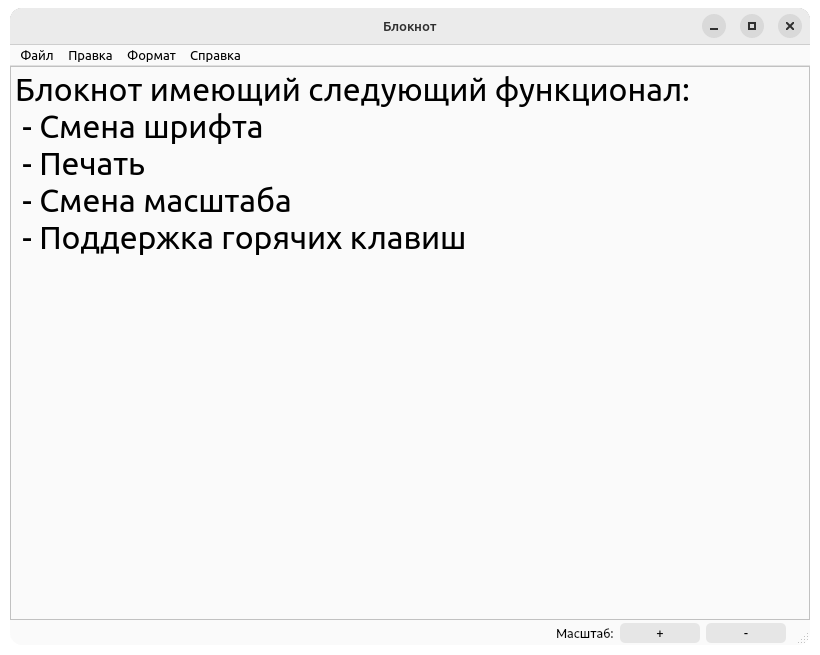 Блокнот
Файл Правка Формат Справка
Блокнот имеющий следующий функционал:
- Смена шрифта
- Печать
- Смена масштаба
- Поддержка горячих клавиш
Масштаб: + -